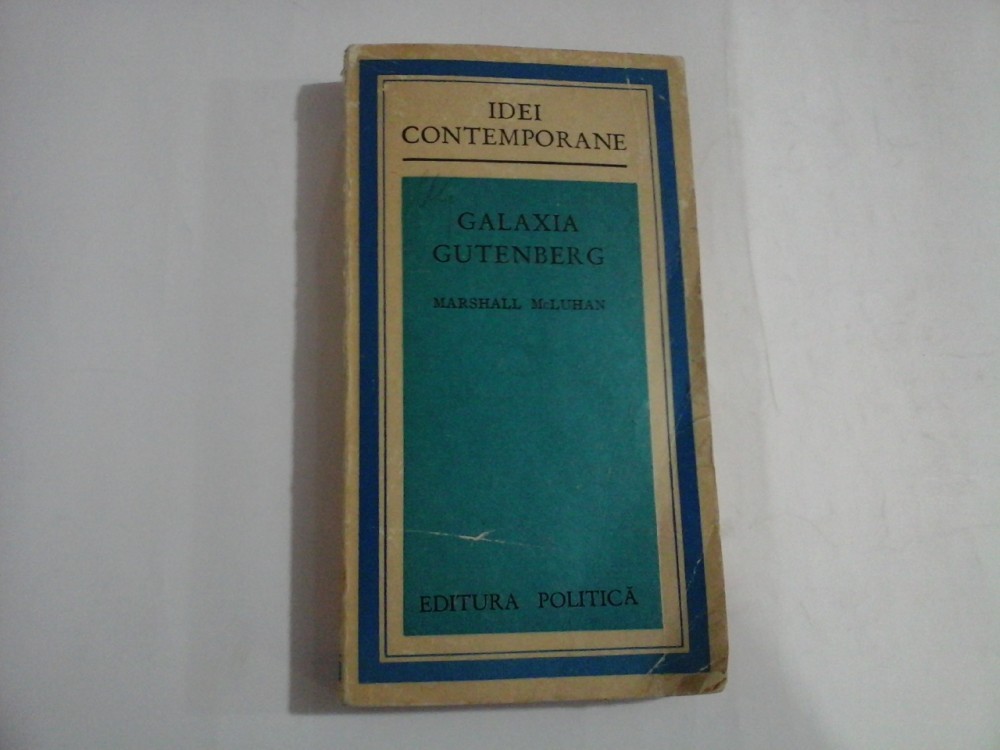 IDEI
CONTEMPORANE
GALAXIA
GUTENBERG
MARSHALL McLUHAN
EDITURA POLITICĂ